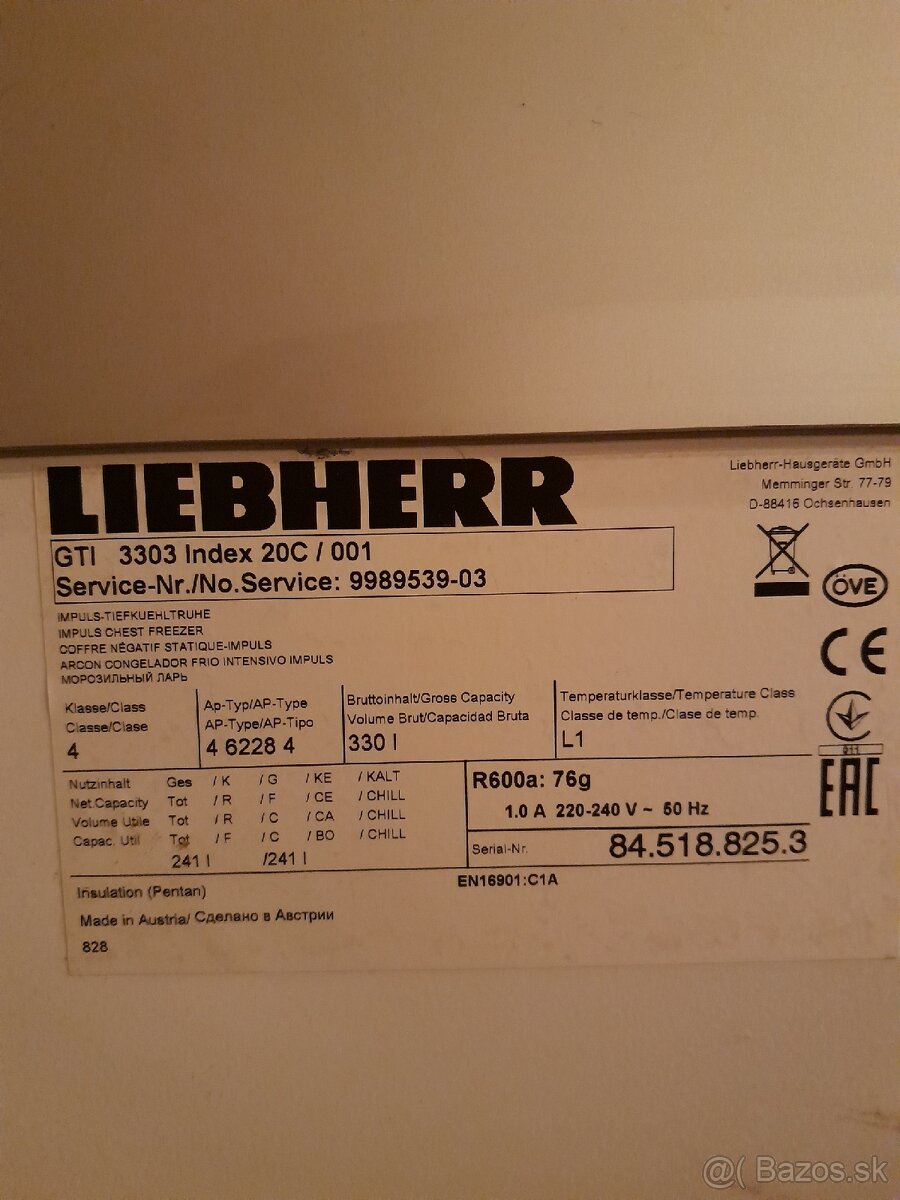 LIEBHERR
Liebherr-Hausgeräte GmbH
Memminger Str. 77-79
D-88416 Ochsenhausen
GTI 3303 Index 20C / 001
Service-Nr./No.Service: 9989539-03
ÖVE
CE
IMPULS-TIEFKUEHLTRUHE
IMPULS CHEST FREEZER
COFFRE NÉGATIF STATIQUE-IMPULS
ARCON CONGELADOR FRIO INTENSIVO IMPULS
МОРОЗИЛЬНЫЙ ЛАРЬ
Klasse/Class
Classe/Clase
4
Ap-Typ/AP-Type
AP-Type/AP-Tipo
4 6228 4
Bruttoinhalt/Gross Capacity
Volume Brut/Capacidad Bruta
330 l
Temperaturklasse/Temperature Class
Classe de temp./Clase de temp.
L1
011
EAC
Nutzinhalt Ges / K / G / KE / KALT
Net.Capacity Tot / R / F / CE / CHILL
Volume Utile Tot / R / C / CA / CHILL
Capac. Util Tot / F / C / BO / CHILL
241 l /241 l
R600a: 76g
1.0 A 220-240 V ~ 50 Hz
Serial-Nr. 84.518.825.3
Insulation (Pentan)
EN16901:C1A
Made in Austria/ Сделано в Австрии
828
@( Bazos.sk